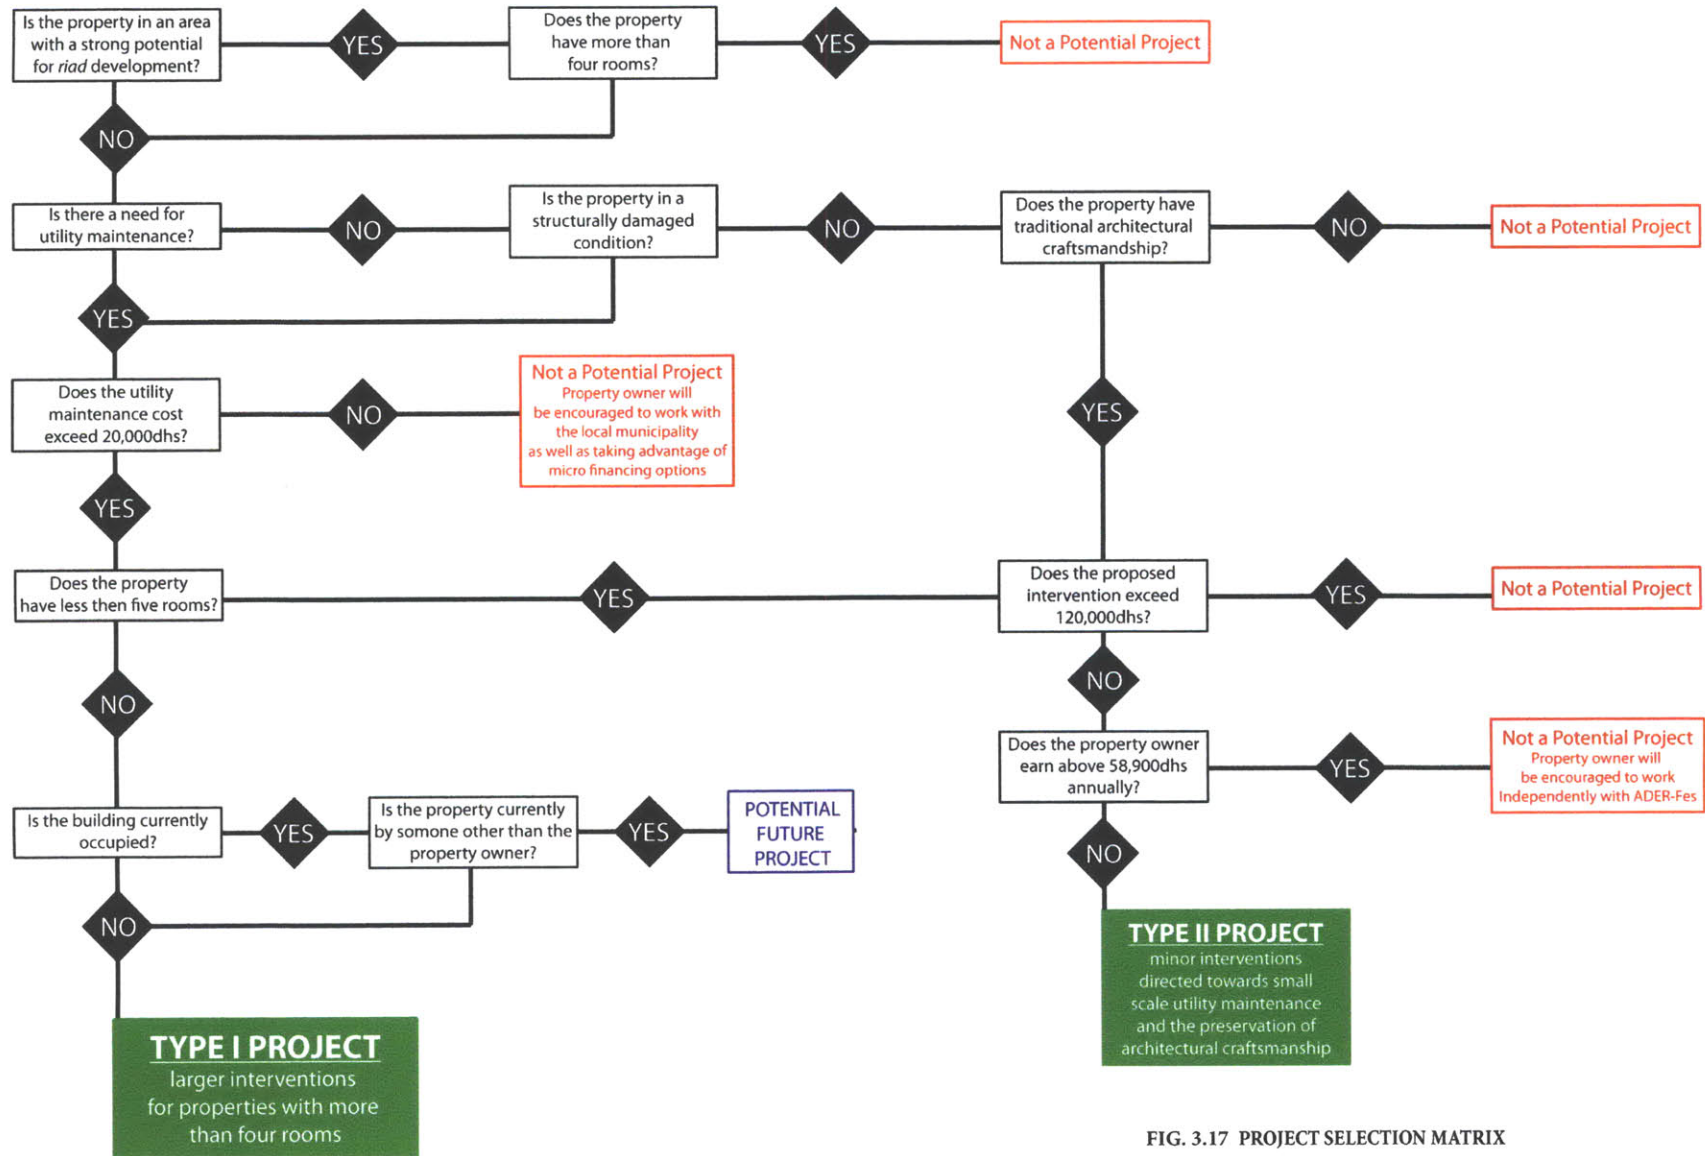 Is the property in an area
with a strong potential
for riad development?
YES
Does the property
have more than
four rooms?
YES
Not a Potential Project
NO
Is there a need for
utility maintenance?
NO
Is the property in a
structurally damaged
condition?
NO
Does the property have
traditional architectural
craftsmandship?
NO
Not a Potential Project
YES
YES
Does the utility
maintenance cost
exceed 20,000dhs?
NO
Not a Potential Project
Property owner will
be encouraged to work with
the local municipality
as well as taking advantage of
micro financing options
YES
Does the property
have less then five rooms?
YES
Does the proposed
intervention exceed
120,000dhs?
YES
Not a Potential Project
NO
NO
Does the property owner
earn above 58,900dhs
annually?
YES
Not a Potential Project
Property owner will
be encouraged to work
Independently with ADER-Fes
Is the building currently
occupied?
YES
Is the property currently
by somone other than the
property owner?
YES
POTENTIAL
FUTURE
PROJECT
NO
NO
TYPE I PROJECT
larger interventions
for properties with more
than four rooms
TYPE II PROJECT
minor interventions
directed towards small
scale utility maintenance
and the preservation of
architectural craftsmanship
FIG. 3.17 PROJECT SELECTION MATRIX